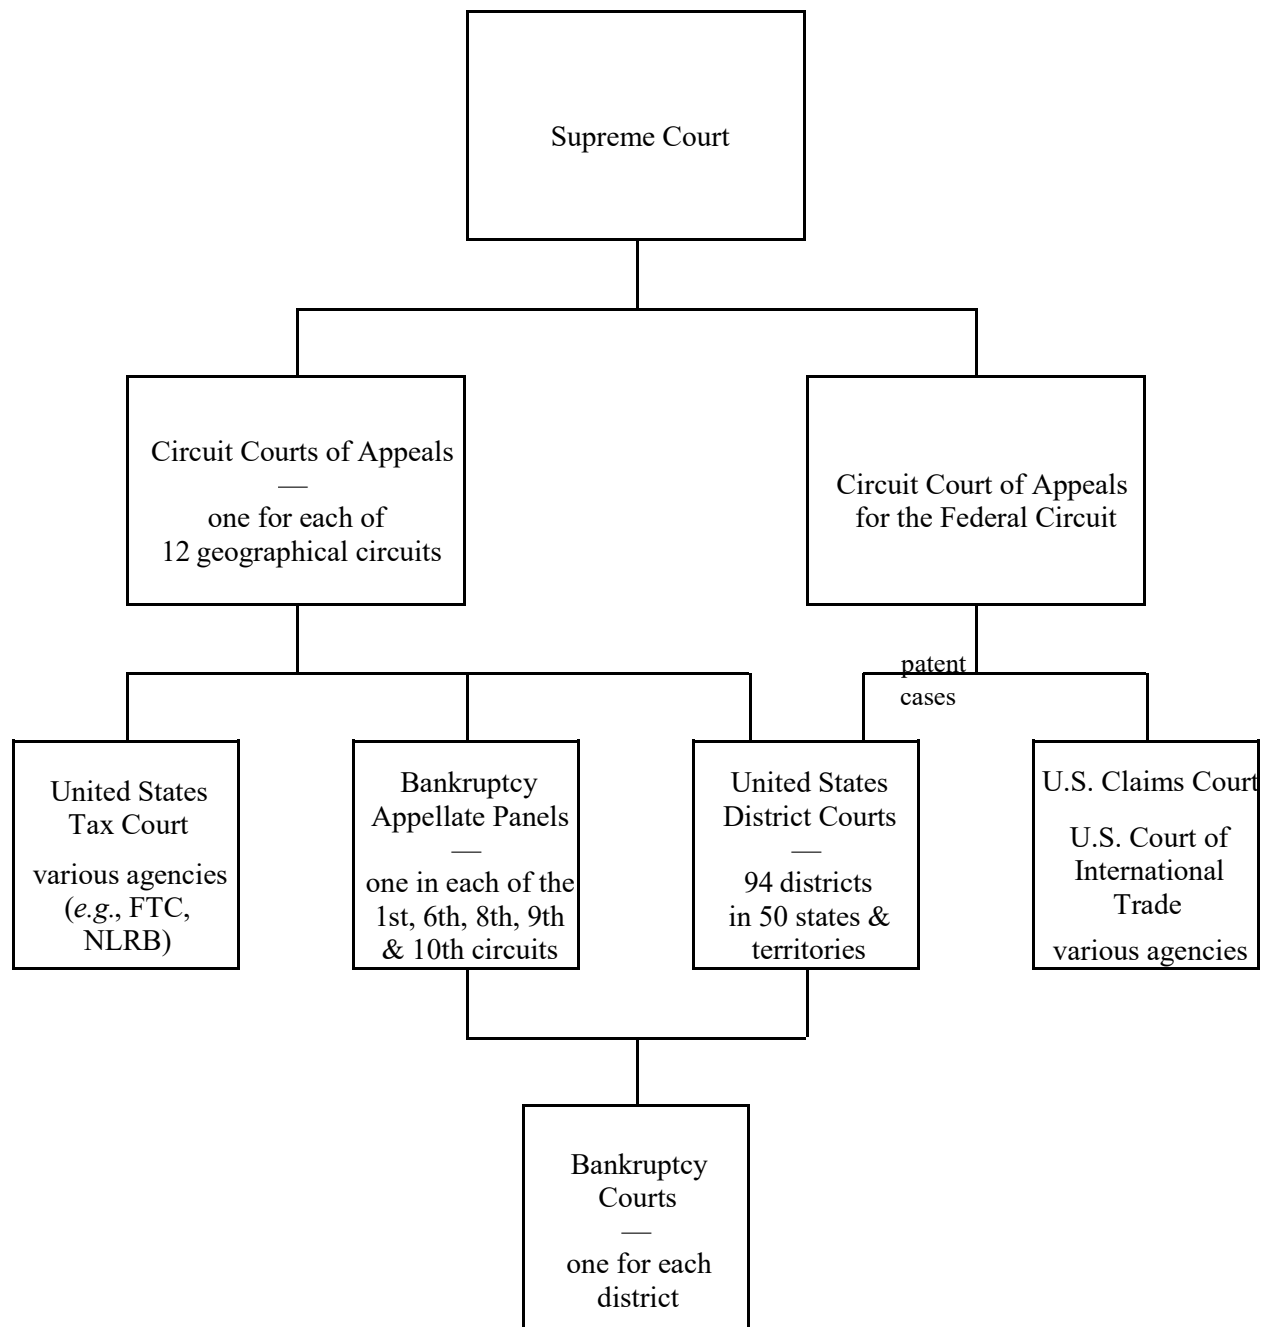 Supreme Court
Circuit Courts of Appeals
—
one for each of
12 geographical circuits
Circuit Court of Appeals
for the Federal Circuit
patent
cases
United States
Tax Court
various agencies
(e.g., FTC,
NLRB)
Bankruptcy
Appellate Panels
—
one in each of the
1st, 6th, 8th, 9th
& 10th circuits
United States
District Courts
—
94 districts
in 50 states &
territories
U.S. Claims Court
U.S. Court of
International
Trade
various agencies
Bankruptcy
Courts
—
one for each
district